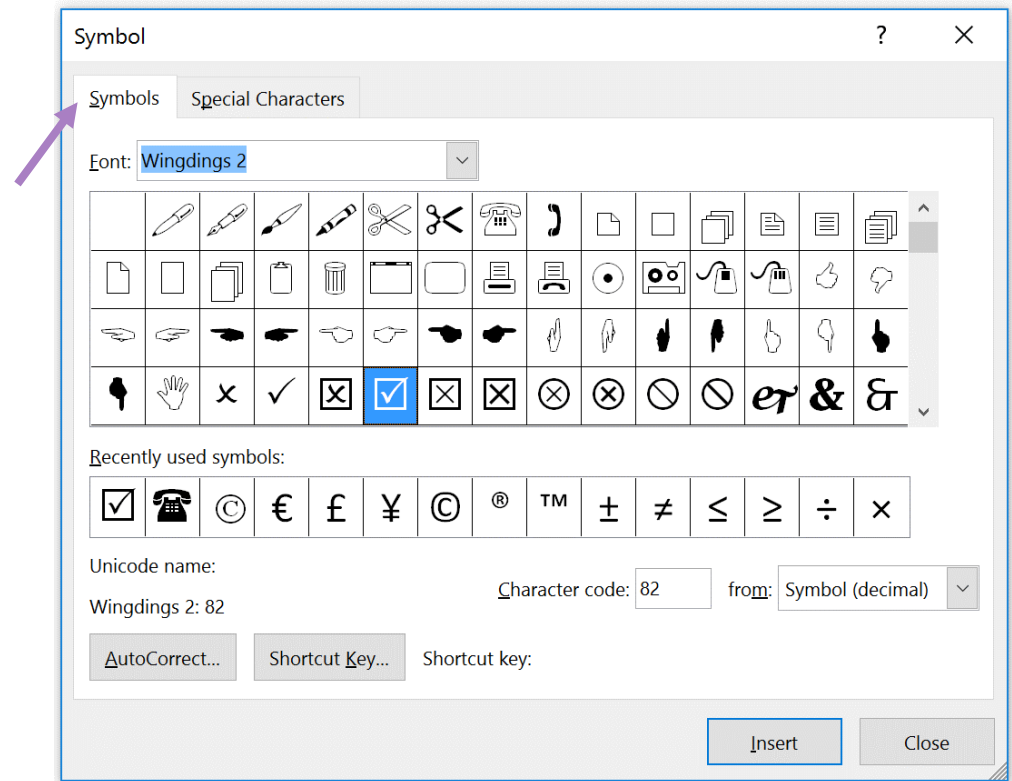 Symbol ? ×
Symbols Special Characters
Font: Wingdings 2
& &
Recently used symbols:
☑ ☎ © € £ ¥ © ® ™ ± ≠ ≤ ≥ ÷ ×
Unicode name:
Character code: 82 from: Symbol (decimal)
Wingdings 2: 82
AutoCorrect... Shortcut Key... Shortcut key:
Insert Close